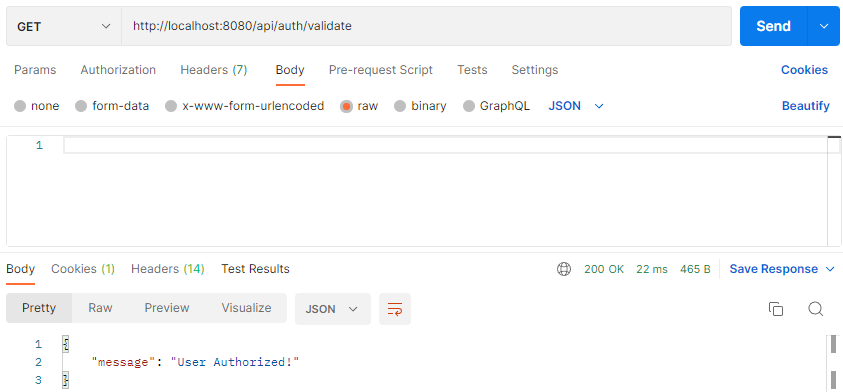 GET http://localhost:8080/api/auth/validate Send
Params Authorization Headers (7) Body Pre-request Script Tests Settings Cookies
none form-data x-www-form-urlencoded raw binary GraphQL JSON Beautify
1
Body Cookies (1) Headers (14) Test Results 200 OK 22 ms 465 B Save Response
Pretty Raw Preview Visualize JSON
1 {
2 "message": "User Authorized!"
3 }